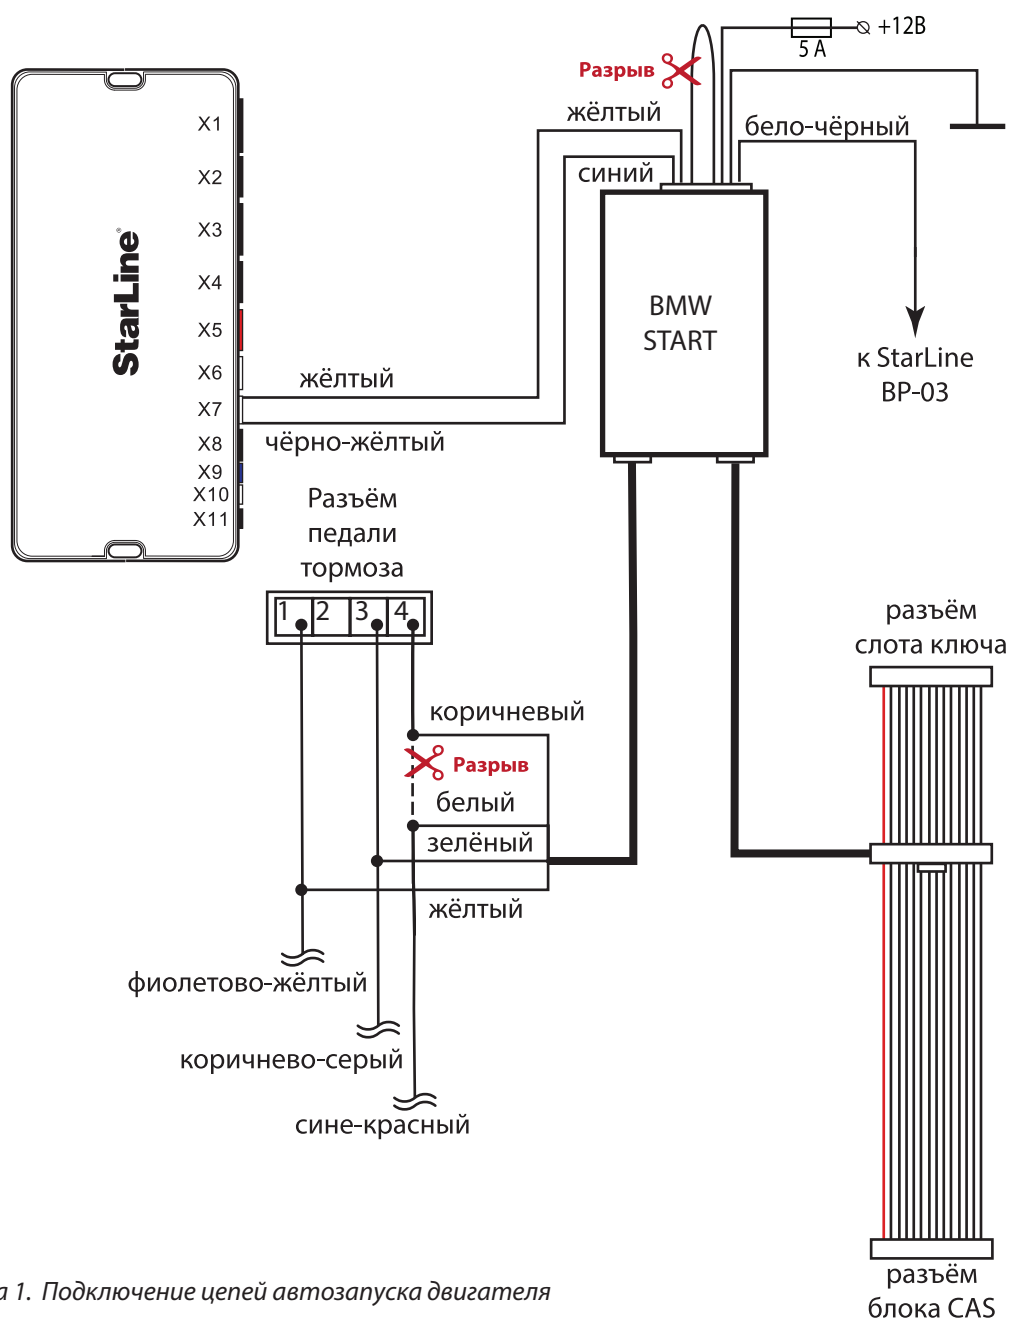 +12В
5 А
Разрыв
жёлтый
бело-чёрный
синий
X1
X2
X3
X4
X5
X6
X7
X8
X9
X10
X11
StarLine®
BMW
START
к StarLine
BP-03
жёлтый
чёрно-жёлтый
Разъём
педали
тормоза
1 2 3 4
разъём
слота ключа
коричневый
Разрыв
белый
зелёный
жёлтый
фиолетово-жёлтый
коричнево-серый
сине-красный
а 1. Подключение цепей автозапуска двигателя
разъём
блока CAS